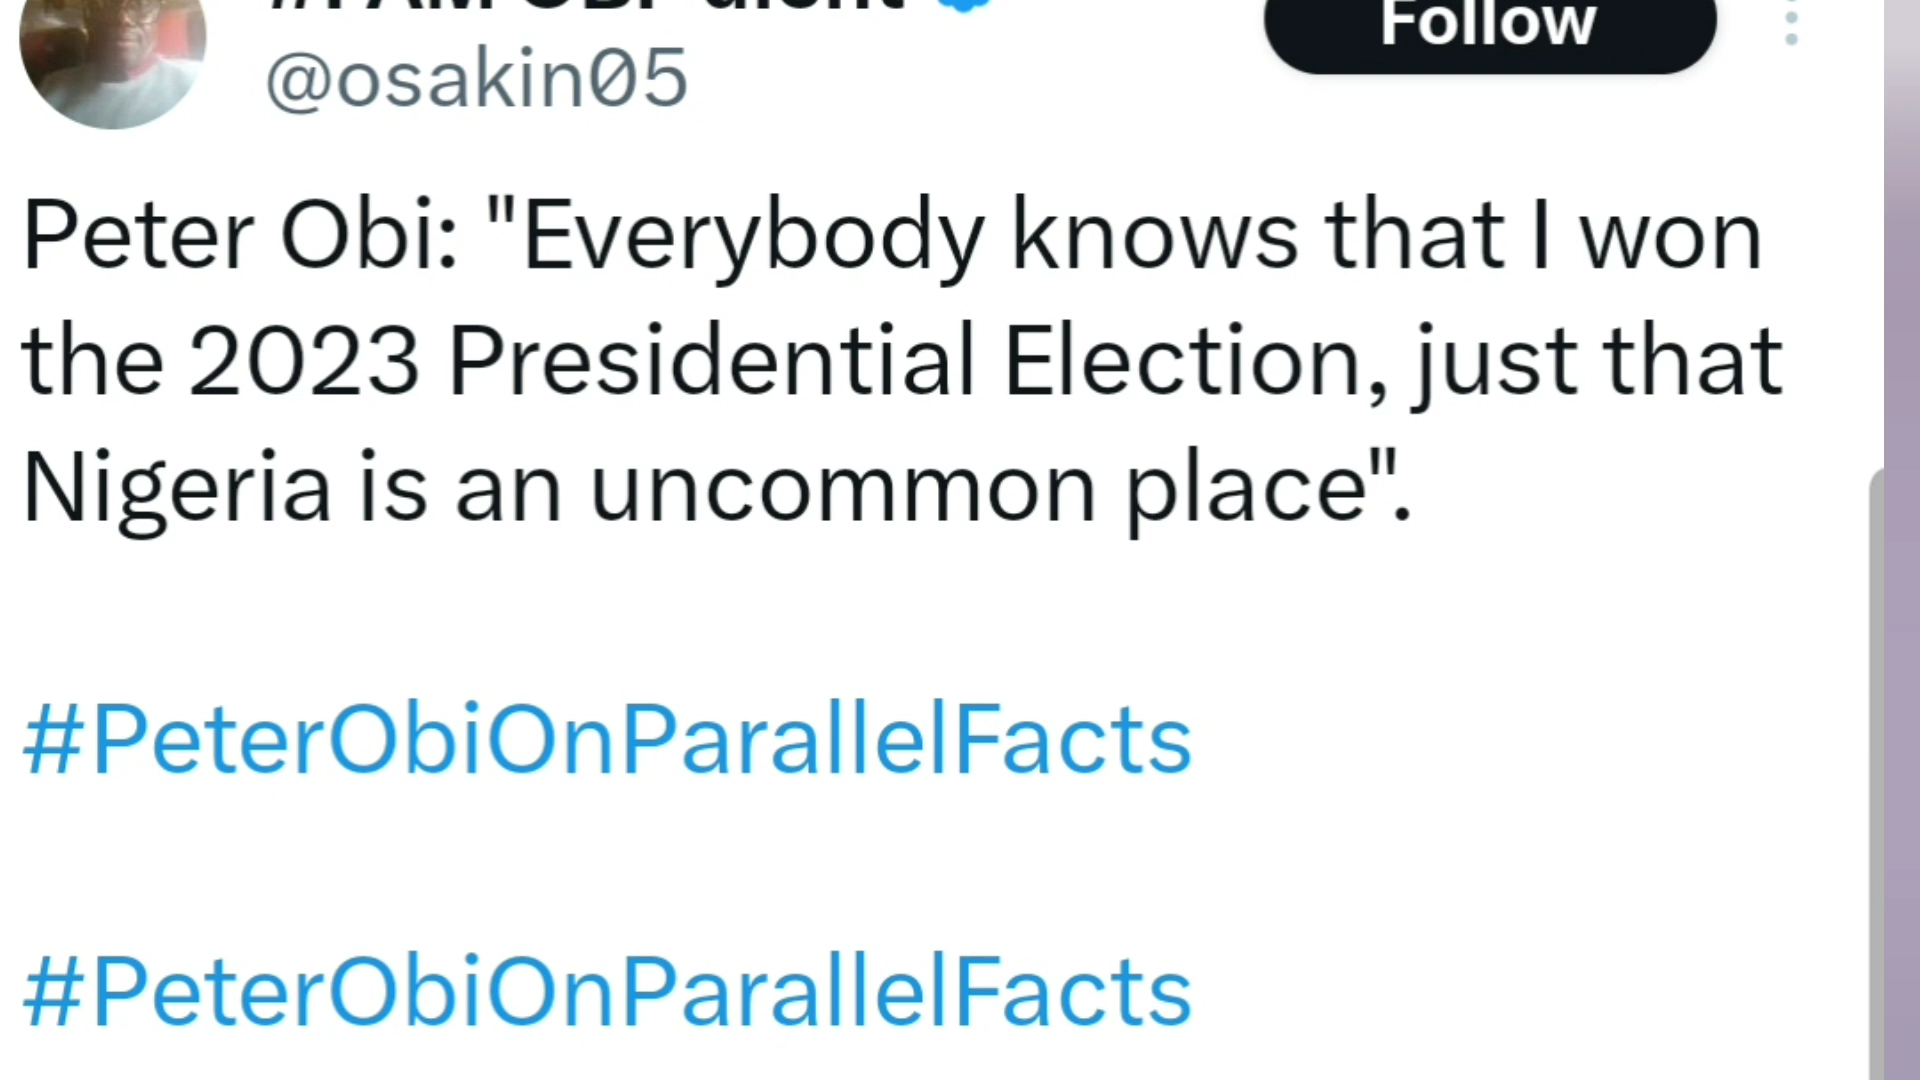 Follow
@osakin05
Peter Obi: "Everybody knows that I won
the 2023 Presidential Election, just that
Nigeria is an uncommon place".
#PeterObiOnParallelFacts
#PeterObiOnParallelFacts